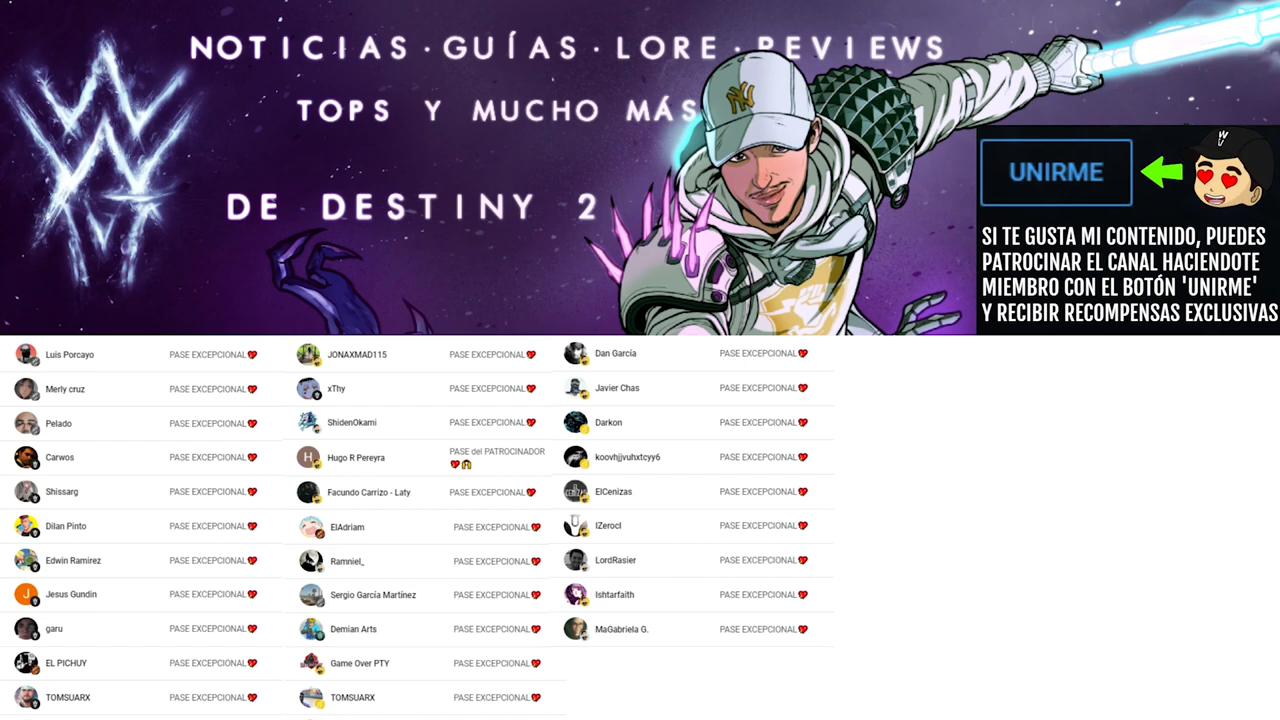 NOTICIAS · GUÍAS · LORE · REVIEWS
TOPS Y MUCHO MÁS
DE DESTINY 2
NY
UNIRME
SI TE GUSTA MI CONTENIDO, PUEDES
PATROCINAR EL CANAL HACIENDOTE
MIEMBRO CON EL BOTÓN 'UNIRME'
Y RECIBIR RECOMPENSAS EXCLUSIVAS
Luis Porcayo PASE EXCEPCIONAL
Merly cruz PASE EXCEPCIONAL
Pelado PASE EXCEPCIONAL
Carwos PASE EXCEPCIONAL
Shissarg PASE EXCEPCIONAL
Dilan Pinto PASE EXCEPCIONAL
Edwin Ramirez PASE EXCEPCIONAL
J Jesus Gundin PASE EXCEPCIONAL
garu PASE EXCEPCIONAL
EL PICHUY PASE EXCEPCIONAL
TOMSUARX PASE EXCEPCIONAL
JONAXMAD115 PASE EXCEPCIONAL
xThy PASE EXCEPCIONAL
ShidenOkami PASE EXCEPCIONAL
H Hugo R Pereyra PASE del PATROCINADOR
Facundo Carrizo - Laty PASE EXCEPCIONAL
ElAdriam PASE EXCEPCIONAL
Ramniel_ PASE EXCEPCIONAL
Sergio García Martínez PASE EXCEPCIONAL
Demian Arts PASE EXCEPCIONAL
Game Over PTY PASE EXCEPCIONAL
TOMSUARX PASE EXCEPCIONAL
Dan García PASE EXCEPCIONAL
Javier Chas PASE EXCEPCIONAL
Darkon PASE EXCEPCIONAL
koovhjjvuhxtcyy6 PASE EXCEPCIONAL
ElCenizas PASE EXCEPCIONAL
IZerocl PASE EXCEPCIONAL
LordRasier PASE EXCEPCIONAL
Ishtarfaith PASE EXCEPCIONAL
MaGabriela G. PASE EXCEPCIONAL